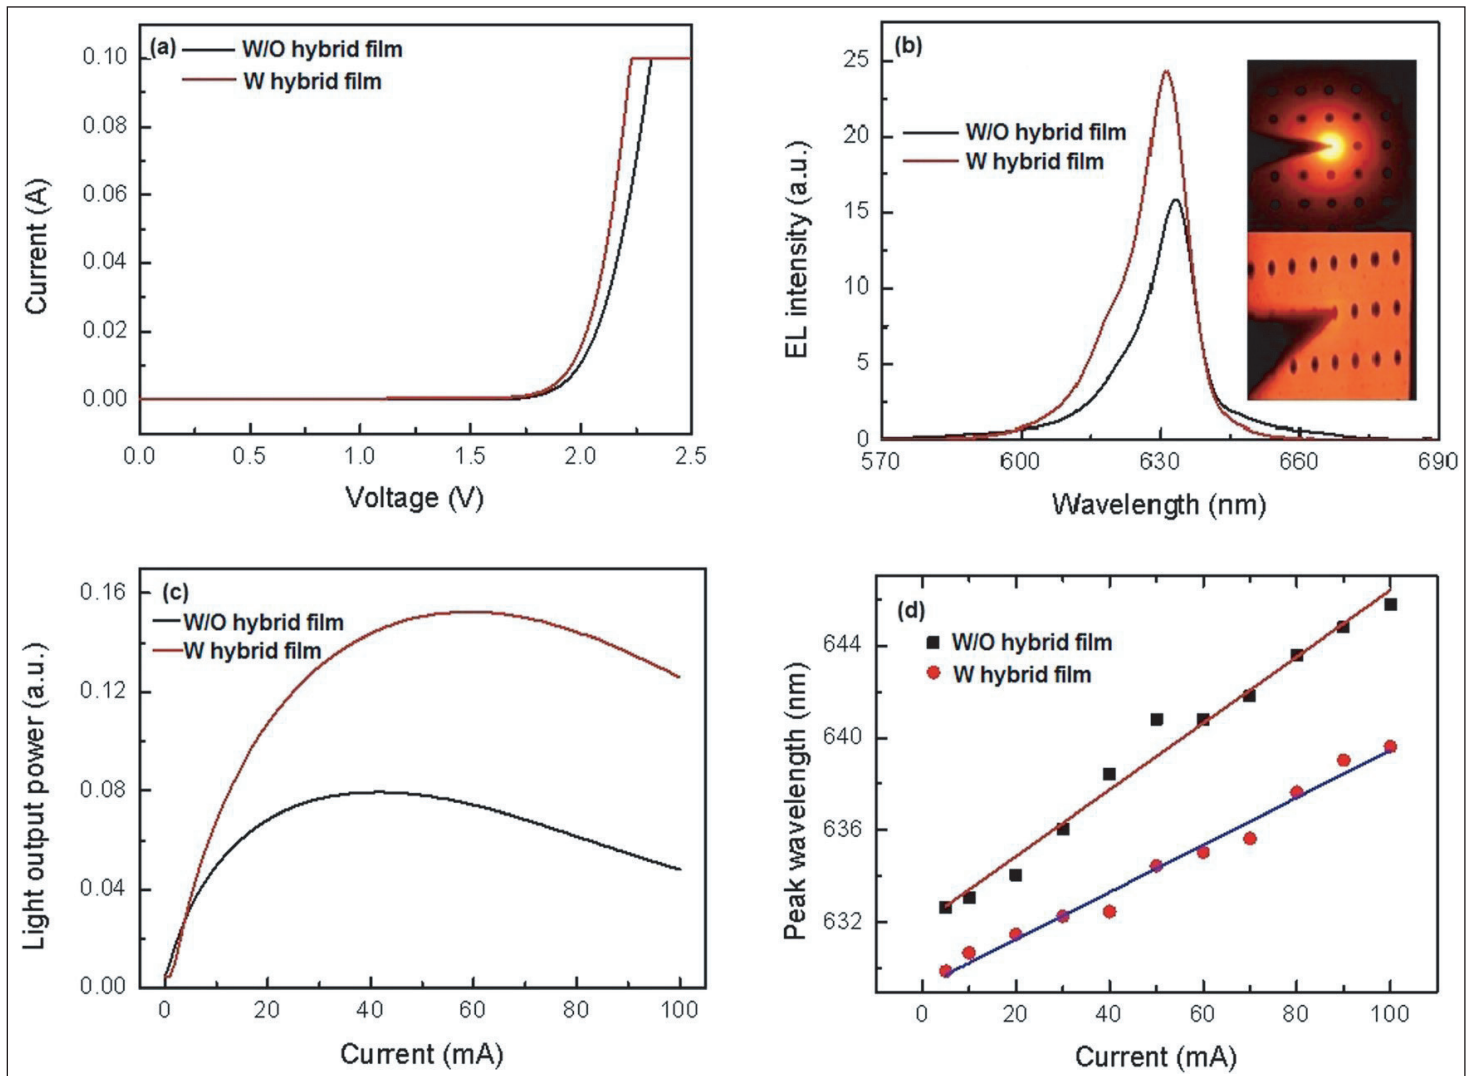 (a)
W/O hybrid film
W hybrid film
0.10
0.08
0.06
0.04
0.02
0.00
Current (A)
0.0 0.5 1.0 1.5 2.0 2.5
Voltage (V)
(b)
W/O hybrid film
W hybrid film
25
20
15
10
5
0
EL intensity (a.u.)
570 600 630 660 690
Wavelength (nm)
(c)
W/O hybrid film
W hybrid film
0.16
0.12
0.08
0.04
0.00
Light output power (a.u.)
0 20 40 60 80 100
Current (mA)
(d)
W/O hybrid film
W hybrid film
644
640
636
632
Peak wavelength (nm)
0 20 40 60 80 100
Current (mA)